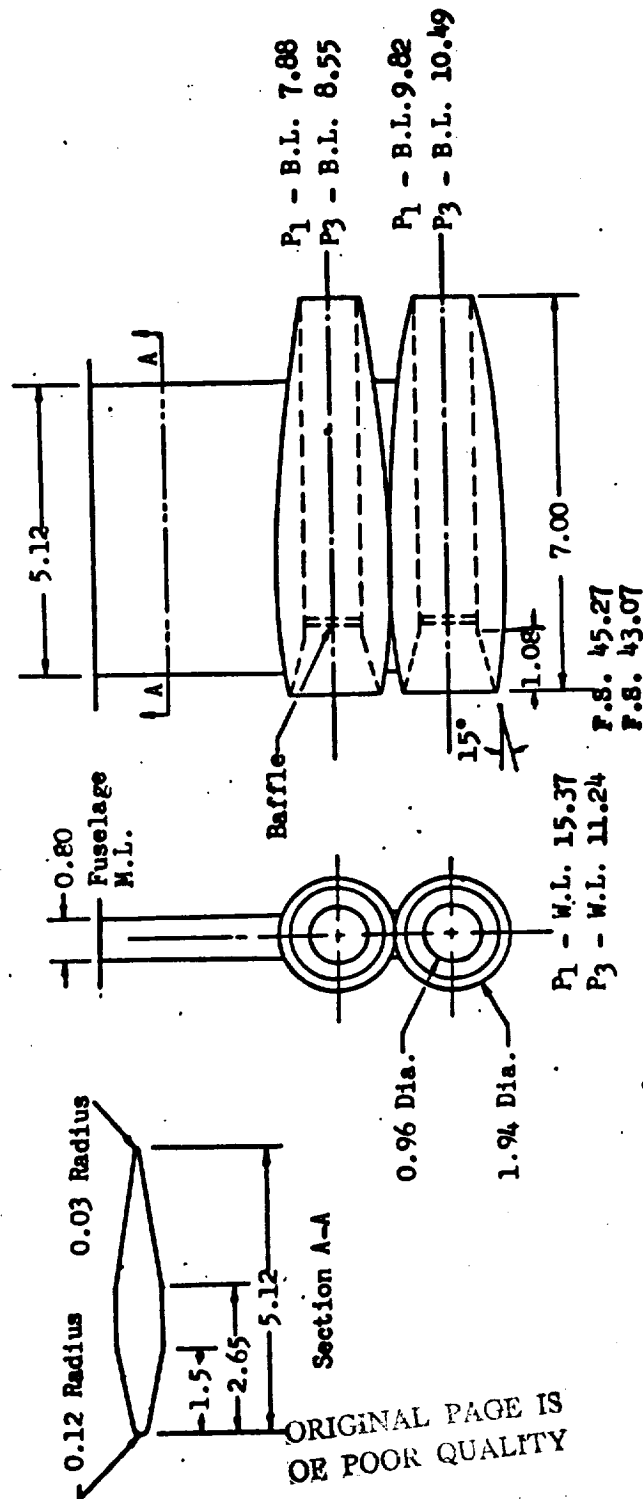 0.12 Radius
0.03 Radius
1.5
2.65
5.12
Section A-A
ORIGINAL PAGE IS
OF POOR QUALITY
0.80
Fuselage
M.L.
0.96 Dia.
1.94 Dia.
P1 - W.L. 15.37
P3 - W.L. 11.24
5.12
A
A
Baffle
15°
1.08
7.00
F.S. 45.27
F.S. 43.07
P1 - B.L. 7.88
P3 - B.L. 8.55
P1 - B.L. 9.82
P3 - B.L. 10.49